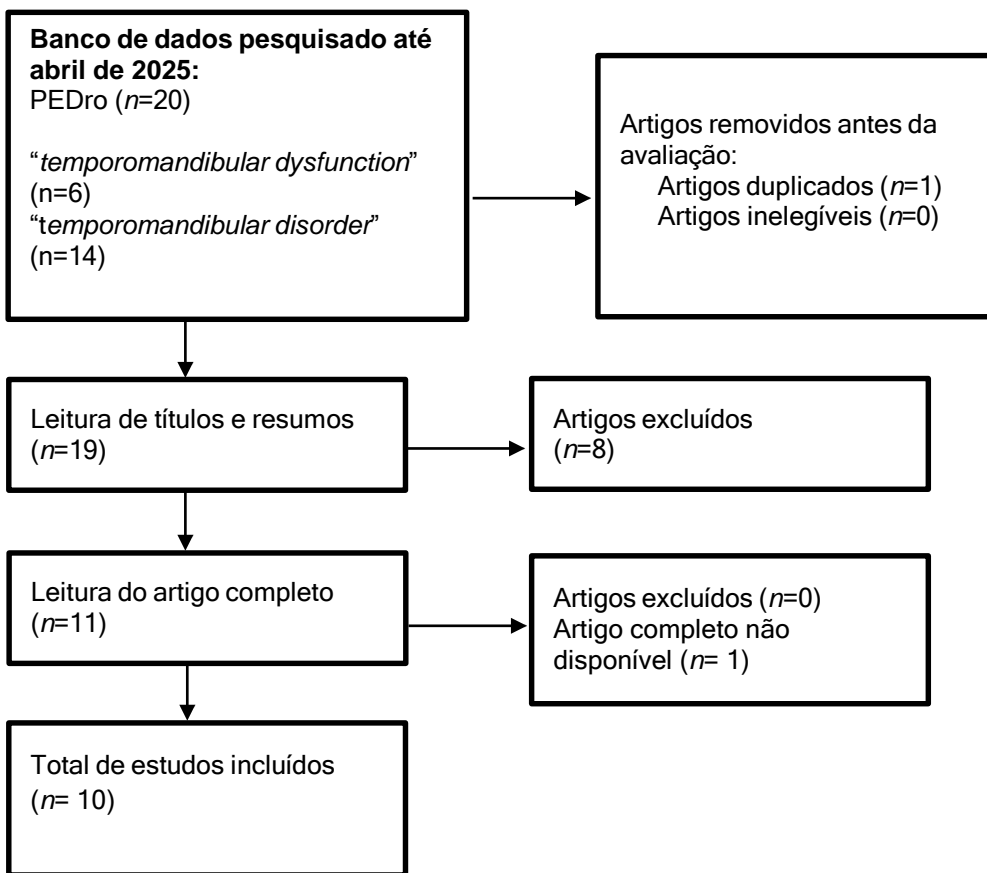 Banco de dados pesquisado até
abril de 2025:
PEDro (n=20)
“temporomandibular dysfunction”
(n=6)
“temporomandibular disorder”
(n=14)
Artigos removidos antes da
avaliação:
Artigos duplicados (n=1)
Artigos inelegíveis (n=0)
Leitura de títulos e resumos
(n=19)
Artigos excluídos
(n=8)
Leitura do artigo completo
(n=11)
Artigos excluídos (n=0)
Artigo completo não
disponível (n= 1)
Total de estudos incluídos
(n= 10)